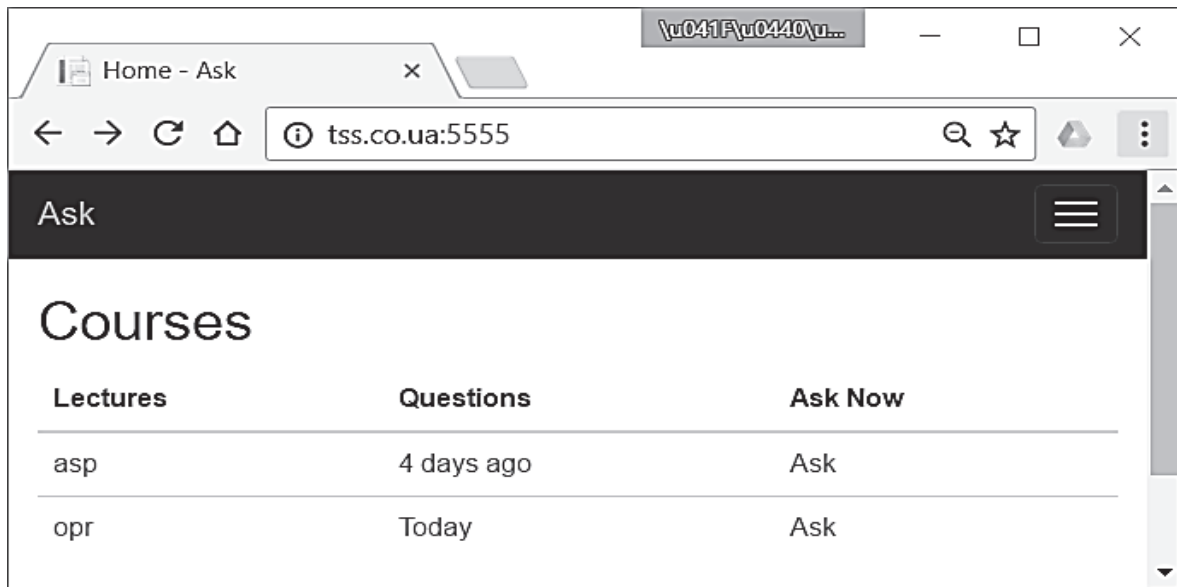 \u041F\u0440\u...
Home - Ask
tss.co.ua:5555
Ask
Courses
Lectures Questions Ask Now
asp 4 days ago Ask
opr Today Ask